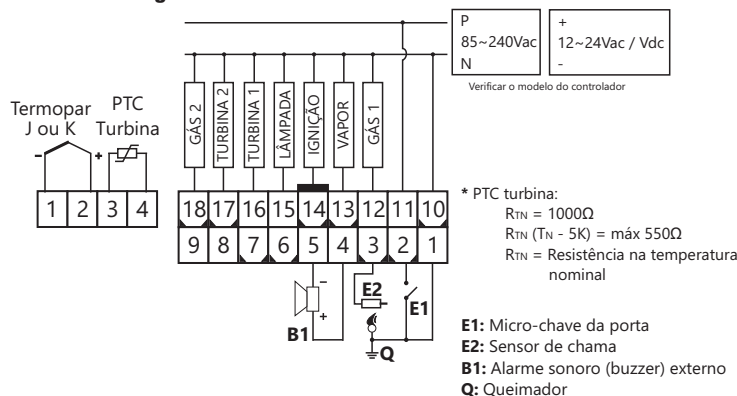 P
85~240Vac
N
+
12~24Vac / Vdc
-
Verificar o modelo do controlador
Termopar
J ou K
PTC
Turbina
- +
1 2 3 4
GÁS 2
TURBINA 2
TURBINA 1
LÂMPADA
IGNIÇÃO
VAPOR
GÁS 1
18 17 16 15 14 13 12 11 10
9 8 7 6 5 4 3 2 1
-
+
B1
E2
E1
Q
* PTC turbina:
RTN = 1000Ω
RTN (TN - 5K) = máx 550Ω
RTN = Resistência na temperatura
nominal
E1: Micro-chave da porta
E2: Sensor de chama
B1: Alarme sonoro (buzzer) externo
Q: Queimador